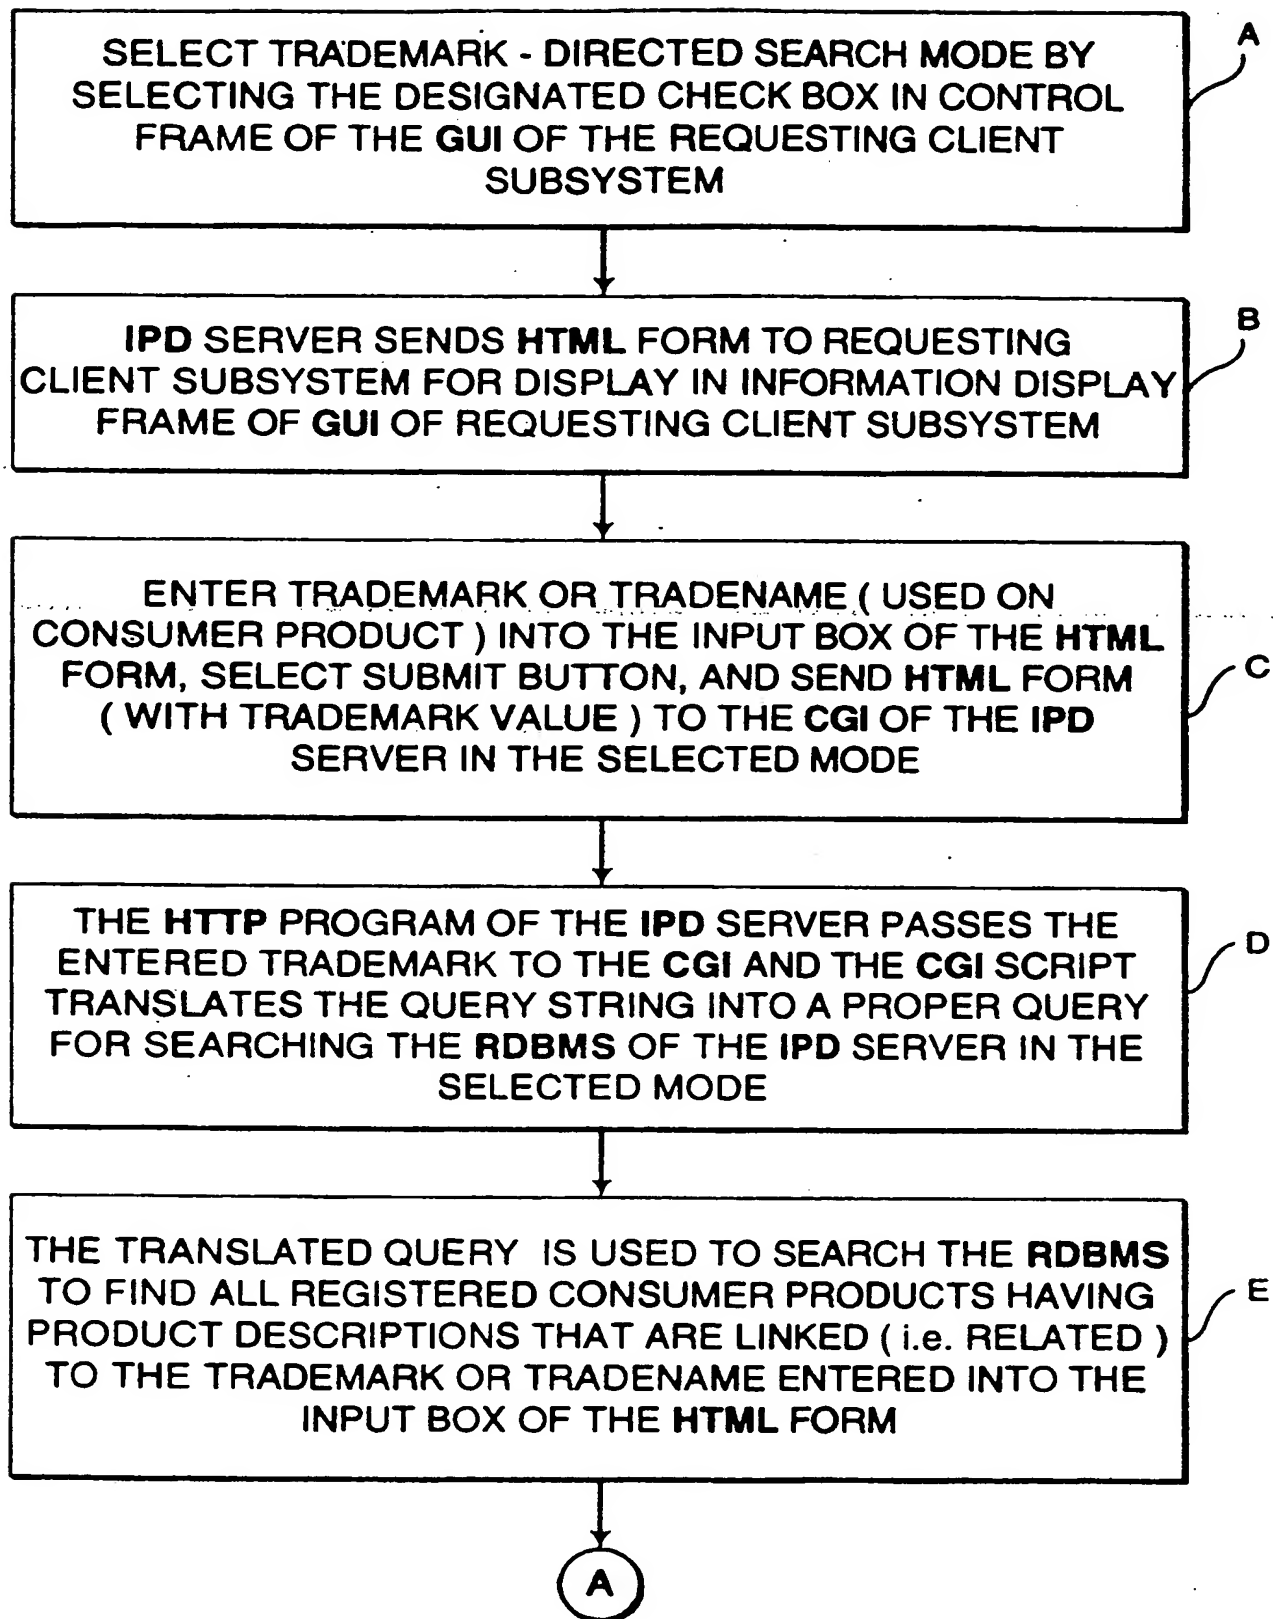 SELECT TRADEMARK - DIRECTED SEARCH MODE BY
SELECTING THE DESIGNATED CHECK BOX IN CONTROL
FRAME OF THE GUI OF THE REQUESTING CLIENT
SUBSYSTEM
A
IPD SERVER SENDS HTML FORM TO REQUESTING
CLIENT SUBSYSTEM FOR DISPLAY IN INFORMATION DISPLAY
FRAME OF GUI OF REQUESTING CLIENT SUBSYSTEM
B
ENTER TRADEMARK OR TRADENAME ( USED ON
CONSUMER PRODUCT ) INTO THE INPUT BOX OF THE HTML
FORM, SELECT SUBMIT BUTTON, AND SEND HTML FORM
( WITH TRADEMARK VALUE ) TO THE CGI OF THE IPD
SERVER IN THE SELECTED MODE
C
THE HTTP PROGRAM OF THE IPD SERVER PASSES THE
ENTERED TRADEMARK TO THE CGI AND THE CGI SCRIPT
TRANSLATES THE QUERY STRING INTO A PROPER QUERY
FOR SEARCHING THE RDBMS OF THE IPD SERVER IN THE
SELECTED MODE
D
THE TRANSLATED QUERY IS USED TO SEARCH THE RDBMS
TO FIND ALL REGISTERED CONSUMER PRODUCTS HAVING
PRODUCT DESCRIPTIONS THAT ARE LINKED ( i.e. RELATED )
TO THE TRADEMARK OR TRADENAME ENTERED INTO THE
INPUT BOX OF THE HTML FORM
E
A